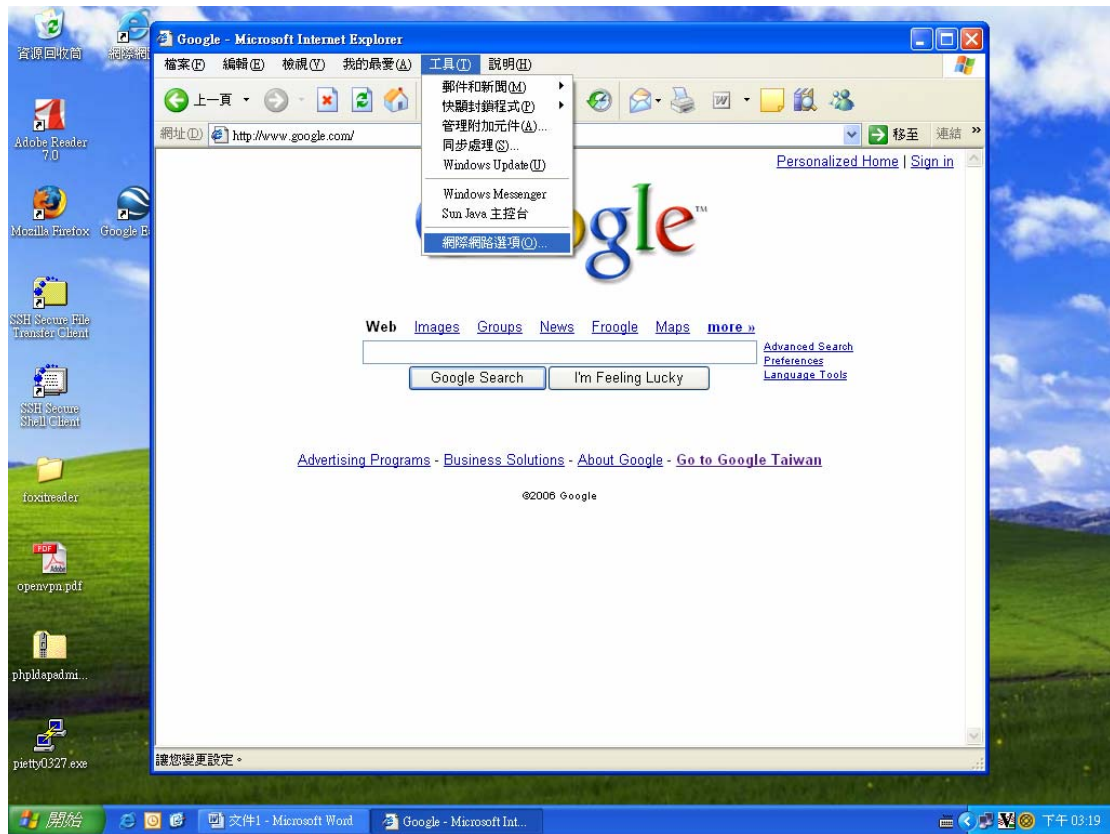 資源回收筒
Adobe Reader
7.0
Mozilla Firefox
Google E
SSH Secure File
Transfer Client
SSH Secure
Shell Client
foxitreader
PDF
Adobe
openvpn.pdf
phpldapadmi...
pietty0327.exe
Google - Microsoft Internet Explorer
檔案(F) 編輯(E) 檢視(V) 我的最愛(A) 工具(T) 說明(H)
上一頁
網址(D) http://www.google.com/ 移至 連結 »
郵件和新聞(M)
快顯封鎖程式(P)
管理附加元件(A)...
同步處理(S)...
Windows Update(U)
Windows Messenger
Sun Java 主控台
網際網路選項(O)...
Personalized Home | Sign in
gle™
Web Images Groups News Froogle Maps more »
Advanced Search
Preferences
Language Tools
Google Search I'm Feeling Lucky
Advertising Programs - Business Solutions - About Google - Go to Google Taiwan
©2006 Google
讓您變更設定。
開始 文件1 - Microsoft Word Google - Microsoft Int... 下午 03:19